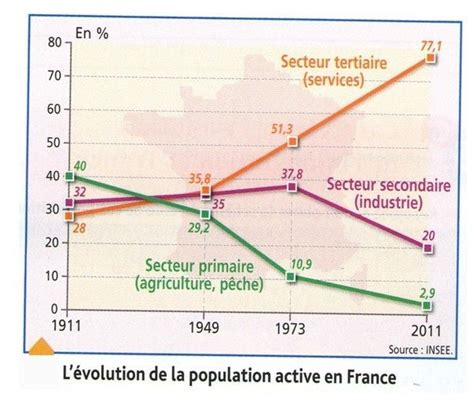 En %
80
70
60
50
40
30
20
10
0
77,1
Secteur tertiaire
(services)
51,3
40
32
28
35,8
35
29,2
37,8
Secteur secondaire
(industrie)
20
Secteur primaire
(agriculture, pêche)
10,9
2,9
1911 1949 1973 2011
Source : INSEE.
L'évolution de la population active en France